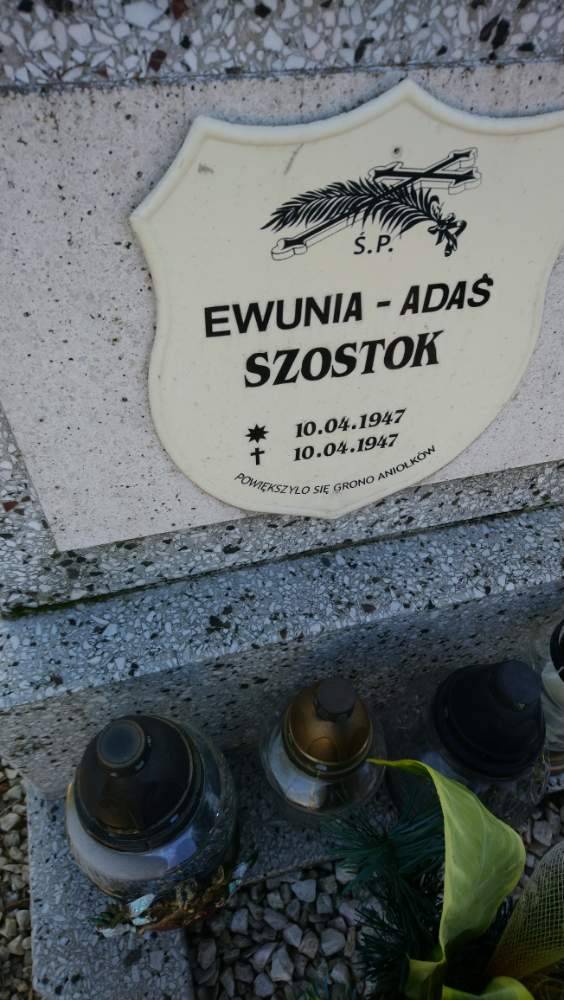 Ś.P.
EWUNIA - ADAŚ
SZOSTOK
10.04.1947
10.04.1947
POWIĘKSZYŁO SIĘ GRONO ANIOŁKÓW